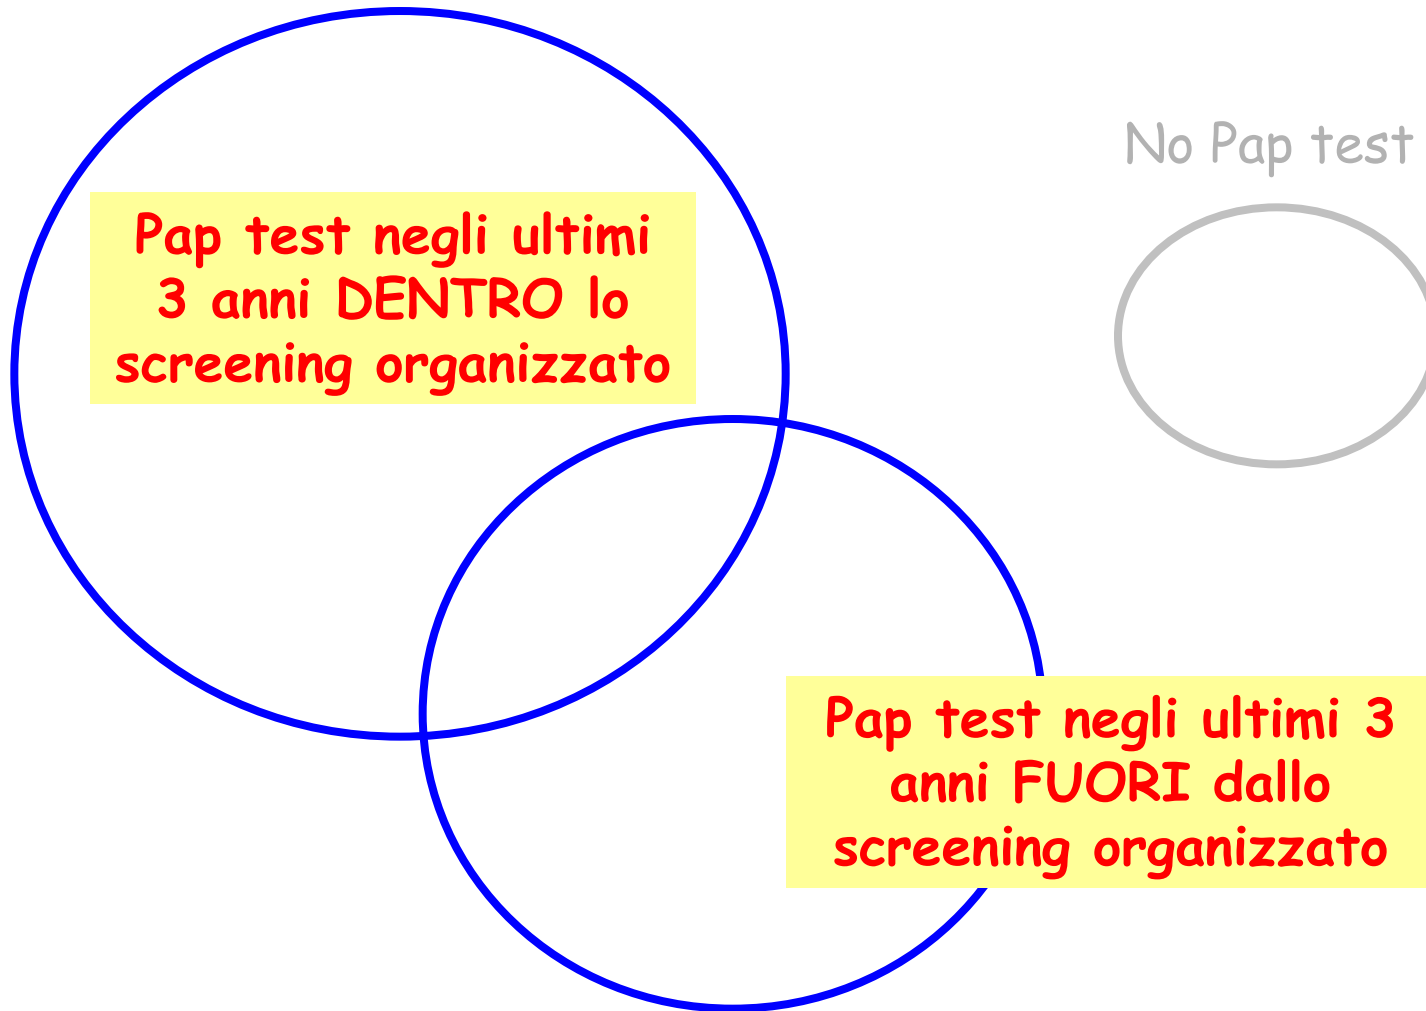 No Pap test
Pap test negli ultimi
3 anni DENTRO lo
screening organizzato
Pap test negli ultimi 3
anni FUORI dallo
screening organizzato